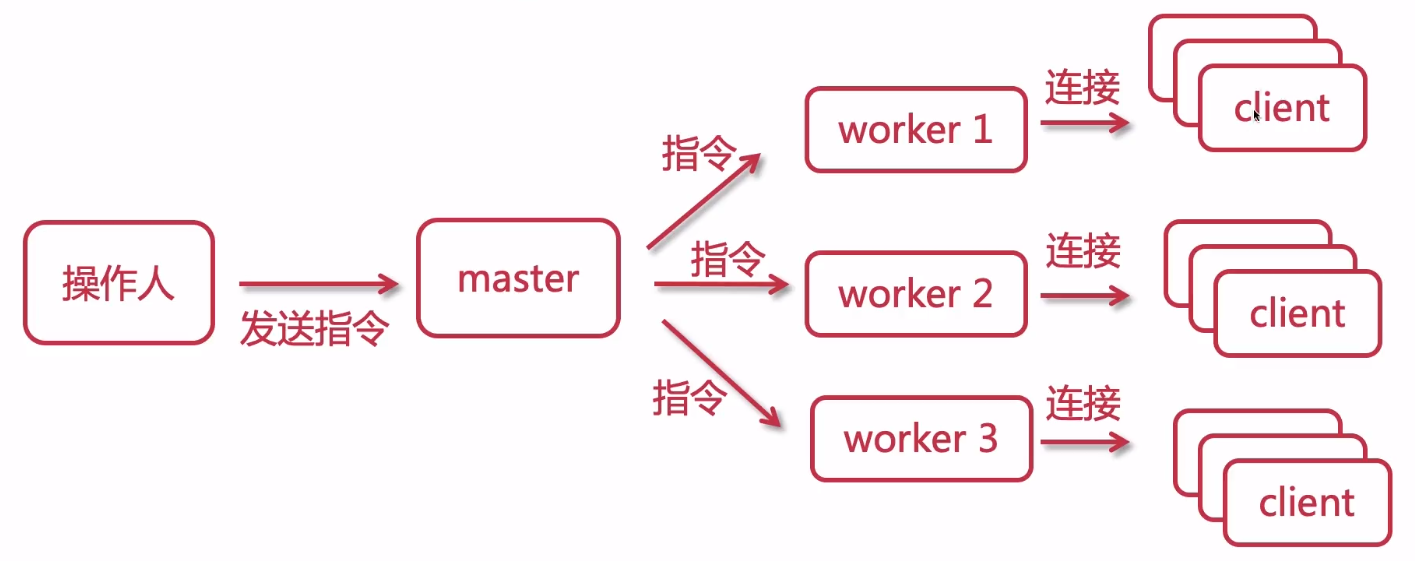 操作人
发送指令
master
指令
worker 1
连接
client
指令
worker 2
连接
client
指令
worker 3
连接
client